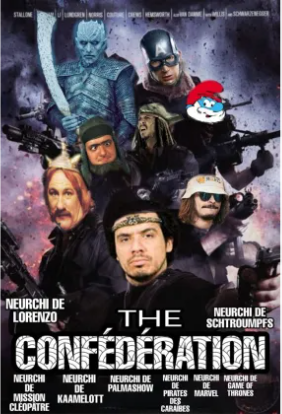 STALLONE
LI LUNDGREN NORRIS COUTURE CREWS HEMSWORTH
VAN DAMME
WILLIS
AND SCHWARZENEGGER
NEURCHI DE
LORENZO
NEURCHI DE
SCHTROUMPFS
THE
CONFÉDÉRATION
NEURCHI
DE
MISSION
CLEOPÂTRE
NEURCHI
DE
KAAMELOTT
NEURCHI DE
PALMASHOW
NEURCHI
DE
PIRATES
DES
CARAÏBES
NEURCHI
DE
MARVEL
NEURCHI
DE GAME OF
THRONES